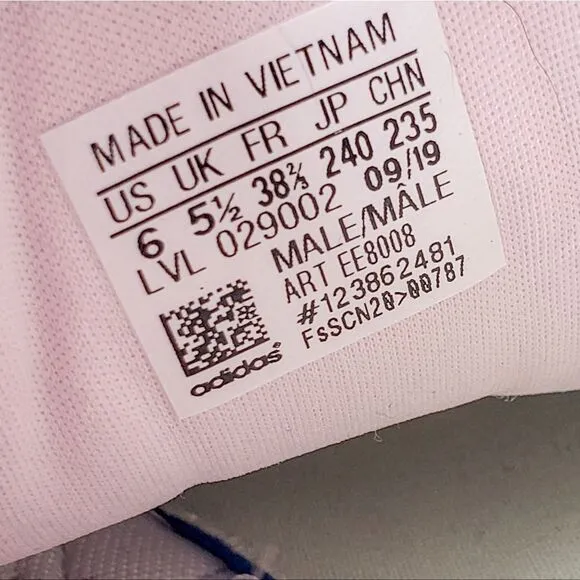 MADE IN VIETNAM
US UK FR JP CHN
6 5½ 38⅔ 240 235
LVL 029002 09/19
MALE/MÂLE
ART EE8008
#123862481
FSSCN20>00787
adidas